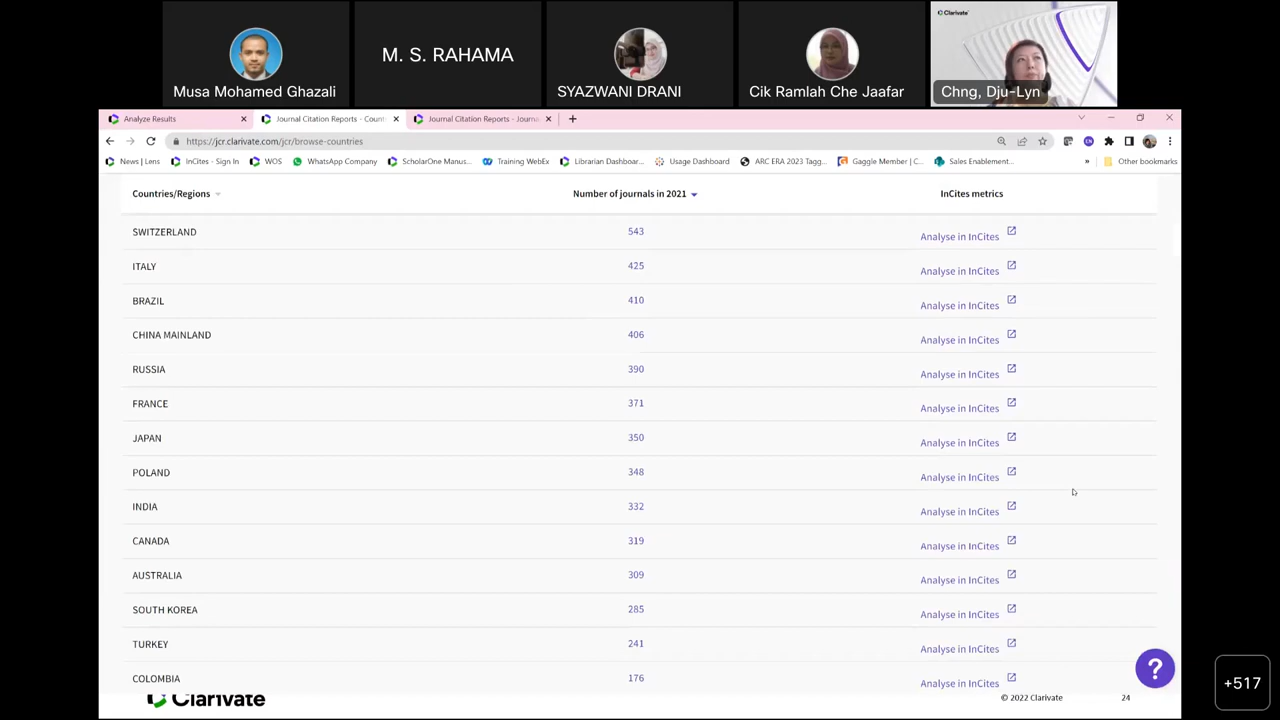 Clarivate
Musa Mohamed Ghazali
M. S. RAHAMA
SYAZWANI DRANI
Cik Ramlah Che Jaafar
Chng, Dju-Lyn
Analyze Results
Journal Citation Reports - Count
Journal Citation Reports - Journa
https://jcr.clarivate.com/jcr/browse-countries
News | Lens
InCites - Sign In
WOS
WhatsApp Company
ScholarOne Manus...
Training WebEx
Librarian Dashboar...
Usage Dashboard
ARC ERA 2023 Tagg...
Gaggle Member | C...
Sales Enablement...
»
Other bookmarks
Countries/Regions Number of journals in 2021 InCites metrics
SWITZERLAND 543 Analyse in InCites
ITALY 425 Analyse in InCites
BRAZIL 410 Analyse in InCites
CHINA MAINLAND 406 Analyse in InCites
RUSSIA 390 Analyse in InCites
FRANCE 371 Analyse in InCites
JAPAN 350 Analyse in InCites
POLAND 348 Analyse in InCites
INDIA 332 Analyse in InCites
CANADA 319 Analyse in InCites
AUSTRALIA 309 Analyse in InCites
SOUTH KOREA 285 Analyse in InCites
TURKEY 241 Analyse in InCites
COLOMBIA 176 Analyse in InCites
?
Clarivate
© 2022 Clarivate 24
+517